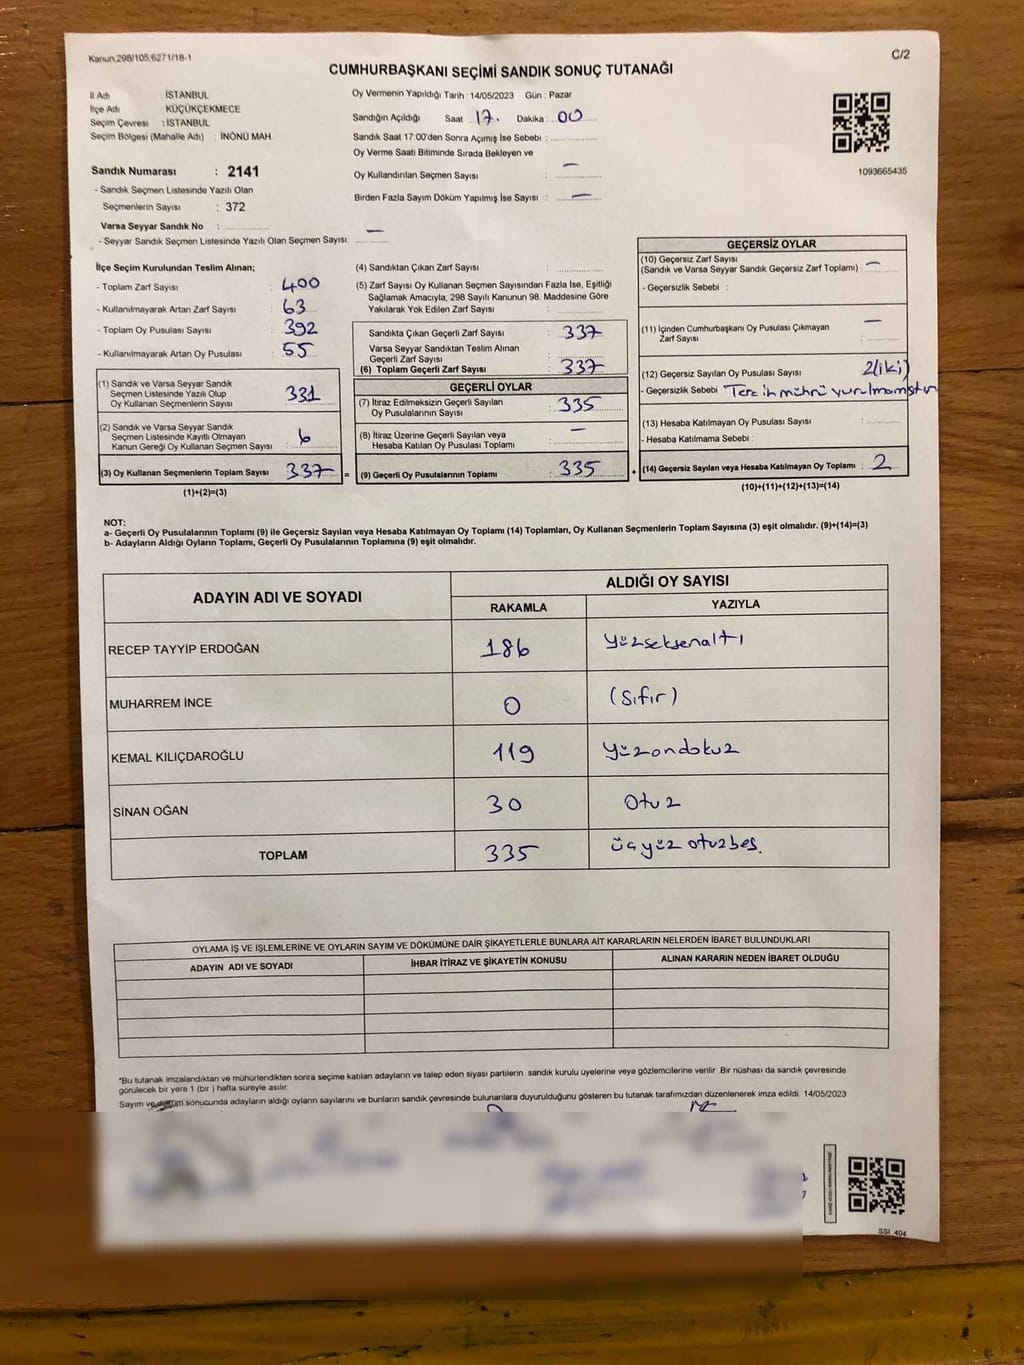 Kanun:298/105,6271/18-1
C/2
CUMHURBAŞKANI SEÇİMİ SANDIK SONUÇ TUTANAĞI
İl Adı : İSTANBUL
İlçe Adı : KÜÇÜKÇEKMECE
Seçim Çevresi : İSTANBUL
Seçim Bölgesi (Mahalle Adı) : İNÖNÜ MAH.
Sandık Numarası : 2141
- Sandık Seçmen Listesinde Yazılı Olan
Seçmenlerin Sayısı : 372
Varsa Seyyar Sandık No :
- Seyyar Sandık Seçmen Listesinde Yazılı Olan Seçmen Sayısı: —
Oy Vermenin Yapıldığı Tarih :14/05/2023 Gün : Pazar
Sandığın Açıldığı Saat : 17. Dakika : 00
Sandık Saat 17:00'den Sonra Açımış İse Sebebi :
Oy Verme Saati Bitiminde Sırada Bekleyen ve
Oy Kullandırılan Seçmen Sayısı : —
Birden Fazla Sayım Döküm Yapılmış İse Sayısı : —
1093665435
İlçe Seçim Kurulundan Teslim Alınan;
- Toplam Zarf Sayısı : 400
- Kullanılmayarak Artan Zarf Sayısı : 63
- Toplam Oy Pusulası Sayısı : 392
- Kullanılmayarak Artan Oy Pusulası : 55
(1) Sandık ve Varsa Seyyar Sandık
Seçmen Listesinde Yazılı Olup
Oy Kullanan Seçmenlerin Sayısı : 331
(2) Sandık ve Varsa Seyyar Sandık
Seçmen Listesinde Kayıtlı Olmayan
Kanun Gereği Oy Kullanan Seçmen Sayısı : 6
(3) Oy Kullanan Seçmenlerin Toplam Sayısı : 337 =
(1)+(2)=(3)
(4) Sandıktan Çıkan Zarf Sayısı :
(5) Zarf Sayısı Oy Kullanan Seçmen Sayısından Fazla İse, Eşitliği
Sağlamak Amacıyla, 298 Sayılı Kanunun 98. Maddesine Göre
Yakılarak Yok Edilen Zarf Sayısı :
Sandıkta Çıkan Geçerli Zarf Sayısı : 337
Varsa Seyyar Sandıktan Teslim Alınan
Geçerli Zarf Sayısı :
(6) Toplam Geçerli Zarf Sayısı : 337
GEÇERLİ OYLAR
(7) İtiraz Edilmeksizin Geçerli Sayılan
Oy Pusulalarının Sayısı : 335
(8) İtiraz Üzerine Geçerli Sayılan veya
Hesaba Katılan Oy Pusulası Toplamı : —
(9) Geçerli Oy Pusulalarının Toplamı : 335 +
GEÇERSİZ OYLAR
(10) Geçersiz Zarf Sayısı
(Sandık ve Varsa Seyyar Sandık Geçersiz Zarf Toplamı) : —
- Geçersizlik Sebebi :
(11) İçinden Cumhurbaşkanı Oy Pusulası Çıkmayan
Zarf Sayısı : —
(12) Geçersiz Sayılan Oy Pusulası Sayısı : 2(iki)
- Geçersizlik Sebebi : Tercih mührü vurulmamıştır
(13) Hesaba Katılmayan Oy Pusulası Sayısı :
- Hesaba Katılmama Sebebi :
(14) Geçersiz Sayılan veya Hesaba Katılmayan Oy Toplamı : 2
(10)+(11)+(12)+(13)=(14)
NOT:
a- Geçerli Oy Pusulalarının Toplamı (9) ile Geçersiz Sayılan veya Hesaba Katılmayan Oy Toplamı (14) Toplamları, Oy Kullanan Seçmenlerin Toplam Sayısına (3) eşit olmalıdır. (9)+(14)=(3)
b- Adayların Aldığı Oyların Toplamı, Geçerli Oy Pusulalarının Toplamına (9) eşit olmalıdır.
ADAYIN ADI VE SOYADI
ALDIĞI OY SAYISI
RAKAMLA YAZIYLA
RECEP TAYYİP ERDOĞAN 186 Yüzseksenaltı
MUHARREM İNCE 0 (Sıfır)
KEMAL KILIÇDAROĞLU 119 Yüzondokuz
SİNAN OĞAN 30 Otuz
TOPLAM 335 üçyüz otuzbeş.
OYLAMA İŞ VE İŞLEMLERİNE VE OYLARIN SAYIM VE DÖKÜMÜNE DAİR ŞİKAYETLERLE BUNLARA AİT KARARLARIN NELERDEN İBARET BULUNDUKLARI
ADAYIN ADI VE SOYADI İHBAR İTİRAZ VE ŞİKAYETİN KONUSU ALINAN KARARIN NEDEN İBARET OLDUĞU
*Bu tutanak imzalandıktan ve mühürlendikten sonra seçime katılan adayların ve talep eden siyasi partilerin sandık kurulu üyelerine veya gözlemcilerine verilir. Bir nüshası da sandık çevresinde
görülecek bir yere 1 (bir ) hafta süreyle asılır.
Sayım ve döküm sonucunda adayların aldığı oyların sayılarını ve bunların sandık çevresinde bulunanlara duyurulduğunu gösteren bu tutanak tarafımızdan düzenlenerek imza edildi. 14/05/2023
SSI 404